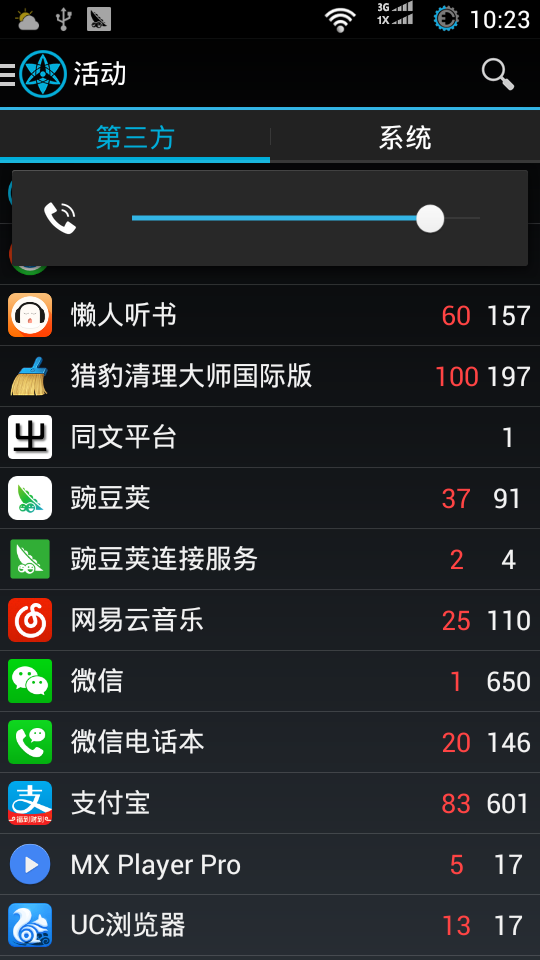 3G
1X
10:23
活动
第三方 系统
懒人听书 60 157
猎豹清理大师国际版 100 197
同文平台 1
豌豆荚 37 91
豌豆荚连接服务 2 4
网易云音乐 25 110
微信 1 650
微信电话本 20 146
支付宝 83 601
MX Player Pro 5 17
UC浏览器 13 17